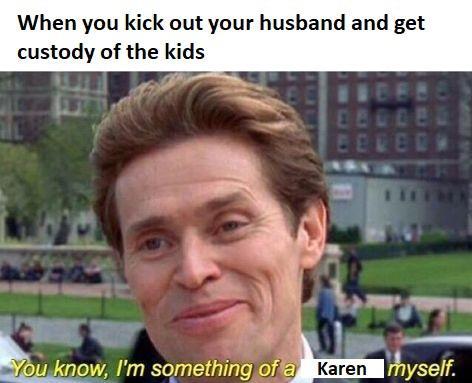 When you kick out your husband and get
custody of the kids
You know, I'm something of a Karen myself.